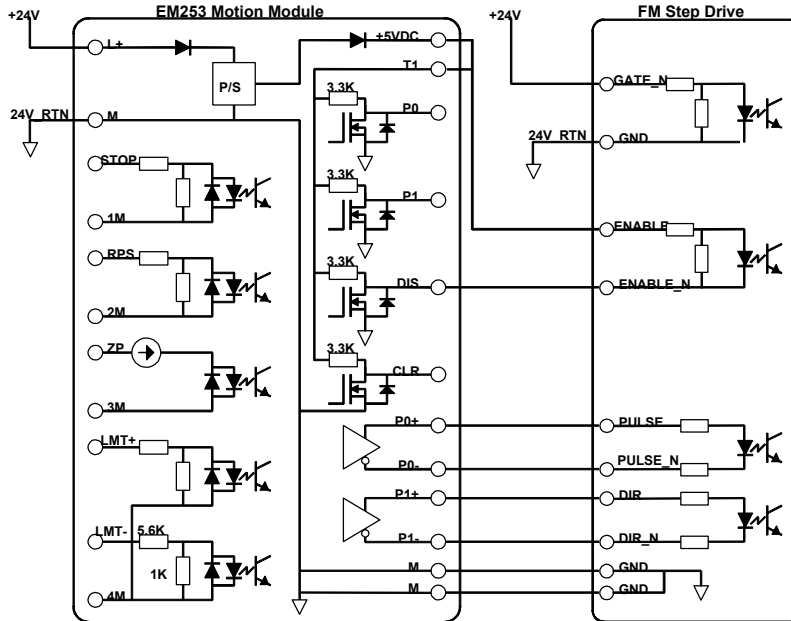 EM253 Motion Module
FM Step Drive
+24V
L+
P/S
+5VDC
T1
+24V
GATE_N
3.3K
P0
24V_RTN
M
24V RTN
GND
STOP
3.3K
P1
1M
ENABLE
RPS
3.3K
DIS
ENABLE_N
2M
ZP
3.3K
CLR
3M
P0+
PULSE
LMT+
P0-
PULSE_N
P1+
DIR
LMT-
5.6K
P1-
DIR_N
1K
M
GND
4M
M
GND